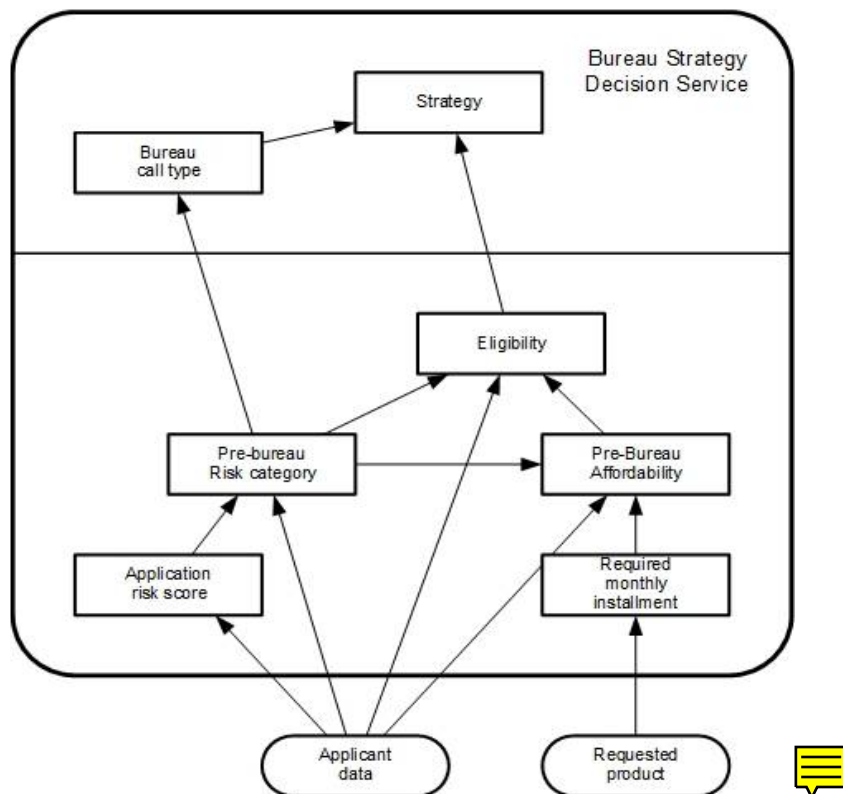 Bureau Strategy
Decision Service
Strategy
Bureau
call type
Eligibility
Pre-bureau
Risk category
Pre-Bureau
Affordability
Application
risk score
Required
monthly
installment
Applicant
data
Requested
product